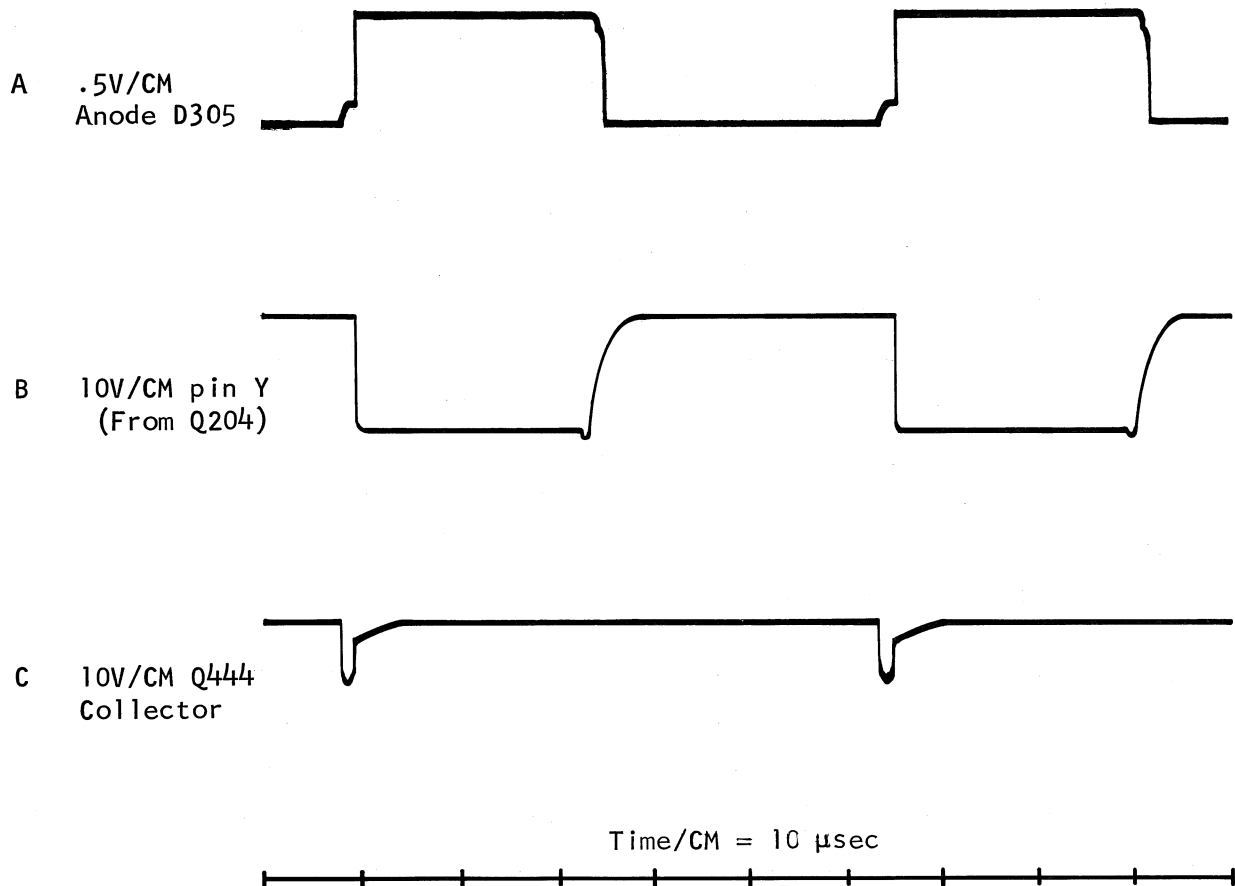 A .5V/CM
Anode D305
B 10V/CM pin Y
(From Q204)
C 10V/CM Q444
Collector
Time/CM = 10 μsec